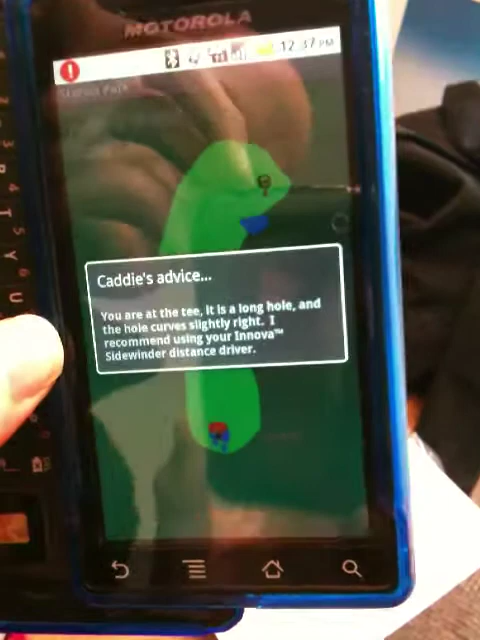 MOTOROLA
12:37 PM
Caddie's advice...
You are at the tee, it is a long hole, and
the hole curves slightly right. I
recommend using your Innova™
Sidewinder distance driver.